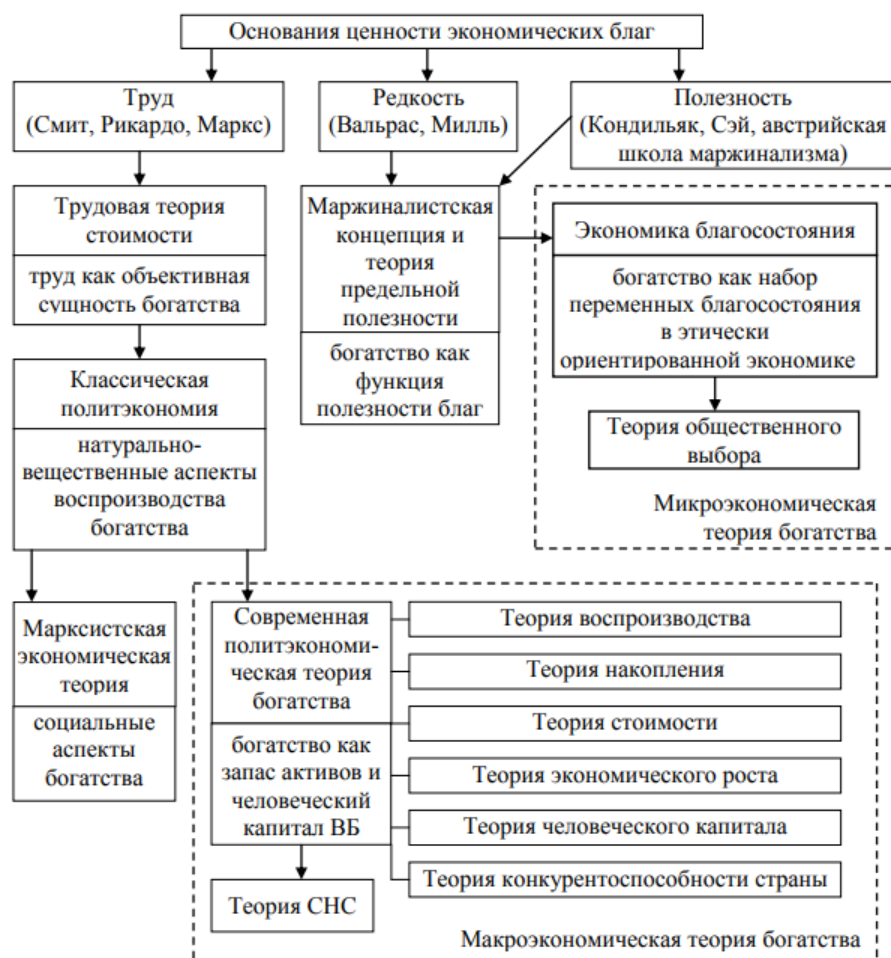 Основания ценности экономических благ
Труд
(Смит, Рикардо, Маркс)
Редкость
(Вальрас, Милль)
Полезность
(Кондильяк, Сэй, австрийская
школа маржинализма)
Трудовая теория
стоимости
труд как объективная
сущность богатства
Маржиналистская
концепция и
теория
предельной
полезности
богатство как
функция
полезности благ
Экономика благосостояния
богатство как набор
переменных благосостояния
в этически
ориентированной экономике
Теория общественного
выбора
Микроэкономическая
теория богатства
Классическая
политэкономия
натурально-
вещественные аспекты
воспроизводства
богатства
Марксистская
экономическая
теория
социальные
аспекты
богатства
Современная
политэкономи-
ческая теория
богатства
богатство как
запас активов и
человеческий
капитал ВБ
Теория СНС
Теория воспроизводства
Теория накопления
Теория стоимости
Теория экономического роста
Теория человеческого капитала
Теория конкурентоспособности страны
Макроэкономическая теория богатства